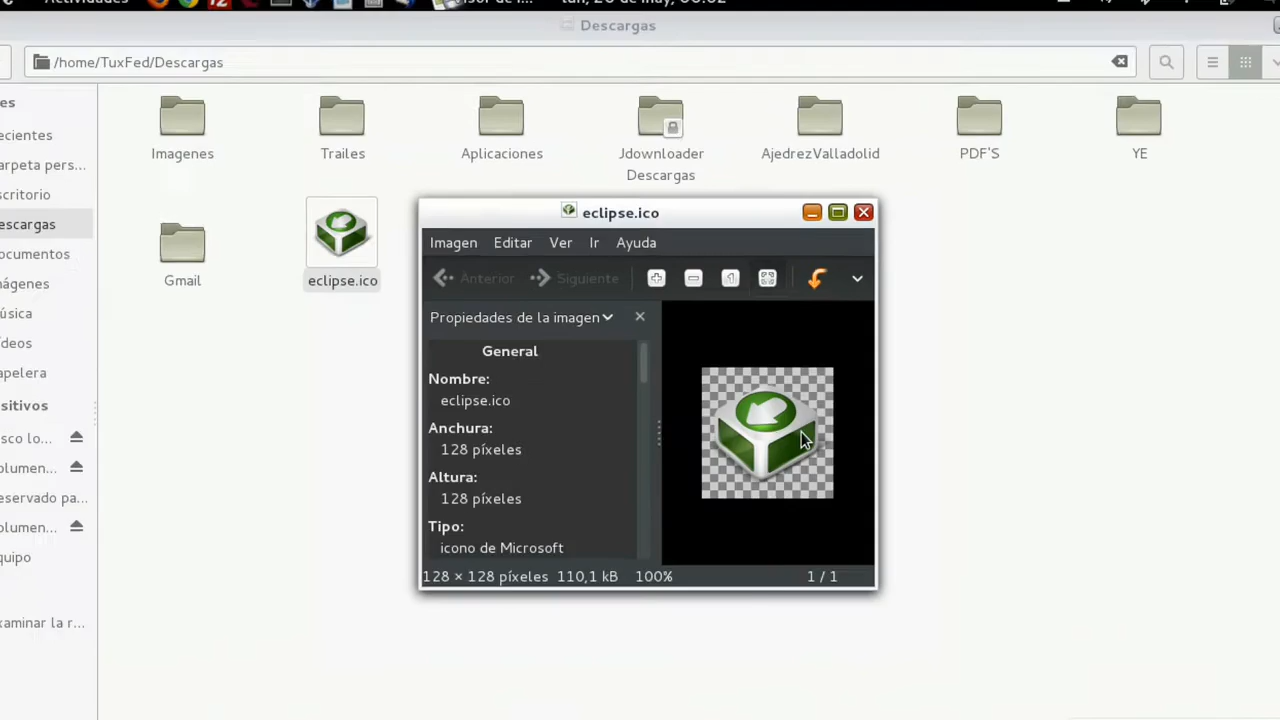 Actividades
Descargas
/home/TuxFed/Descargas
es
ecientes
arpeta pers...
scritorio
escargas
ocumentos
ágenes
úsica
ídeos
apelera
sitivos
sco lo...
olumen...
eservado pa...
olumen...
quipo
xaminar la r...
Imagenes
Trailes
Aplicaciones
Jdownloader
Descargas
AjedrezValladolid
PDF'S
YE
Gmail
eclipse.ico
eclipse.ico
Imagen Editar Ver Ir Ayuda
Anterior Siguiente
Propiedades de la imagen
General
Nombre:
eclipse.ico
Anchura:
128 píxeles
Altura:
128 píxeles
Tipo:
icono de Microsoft
128 × 128 píxeles 110,1 kB 100% 1 / 1